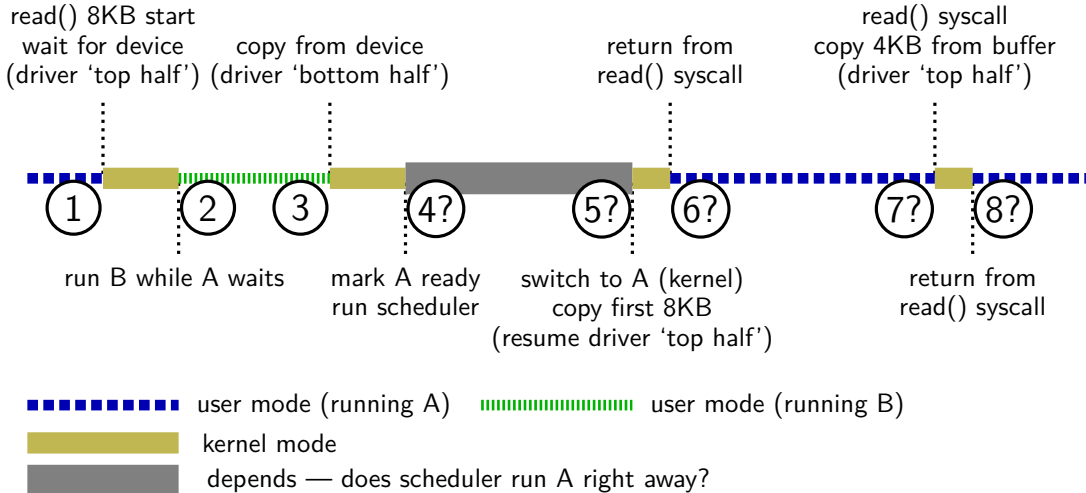 read() 8KB start
wait for device
(driver ‘top half’)
copy from device
(driver ‘bottom half’)
return from
read() syscall
read() syscall
copy 4KB from buffer
(driver ‘top half’)
1
2
3
4?
5?
6?
7?
8?
run B while A waits
mark A ready
run scheduler
switch to A (kernel)
copy first 8KB
(resume driver ‘top half’)
return from
read() syscall
user mode (running A)
user mode (running B)
kernel mode
depends — does scheduler run A right away?